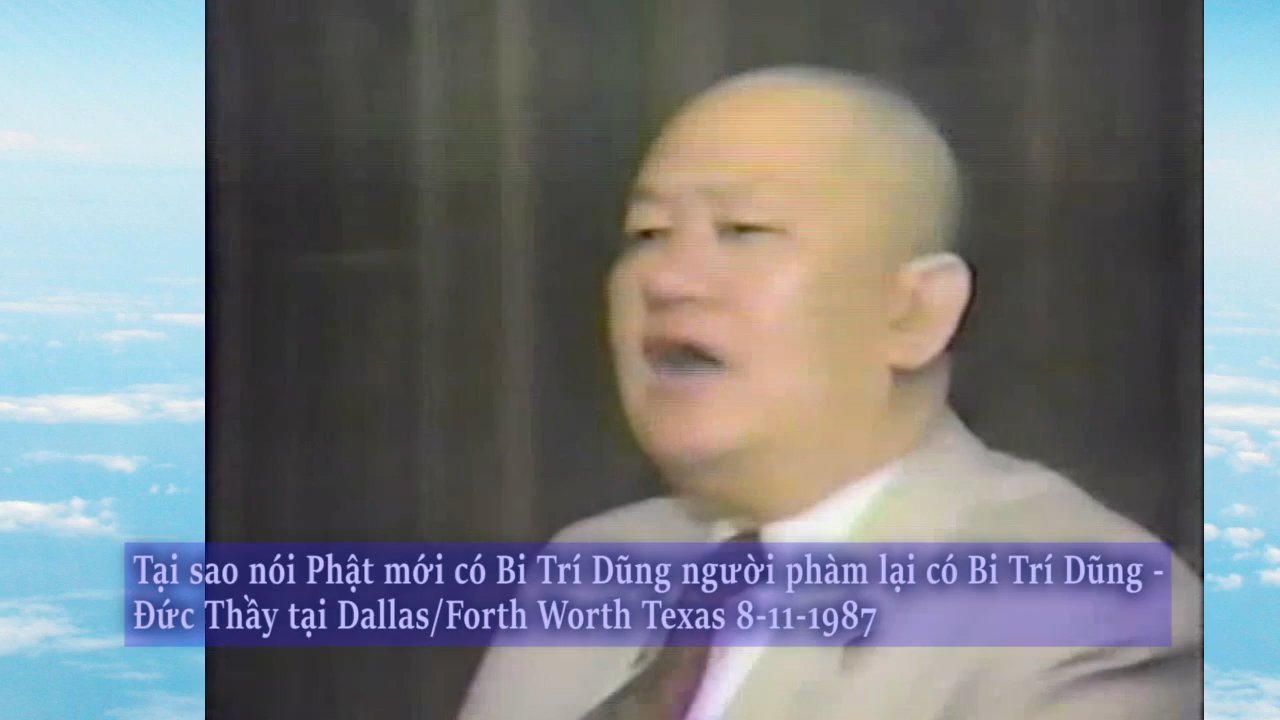 Tại sao nói Phật mới có Bi Trí Dũng người phàm lại có Bi Trí Dũng -
Đức Thầy tại Dallas/Forth Worth Texas 8-11-1987